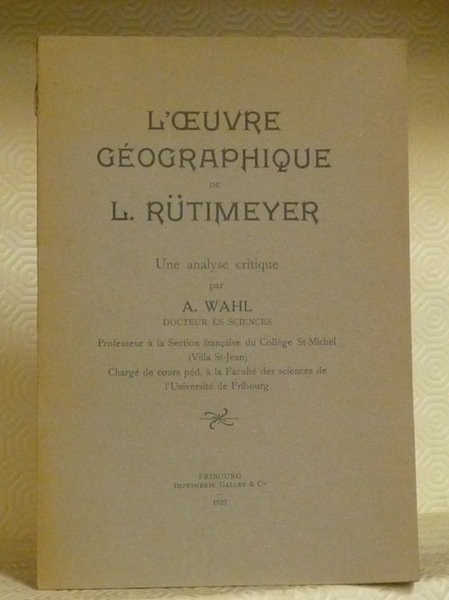 L'ŒUVRE
GÉOGRAPHIQUE
DE
L. RÜTIMEYER
Une analyse critique
par
A. WAHL
DOCTEUR ES SCIENCES
Professeur à la Section française du Collège St-Michel
(Villa St-Jean)
Chargé de cours péd. à la Faculté des sciences de
l'Université de Fribourg.
FRIBOURG
IMPRIMERIE GALLEY & Cie
1927